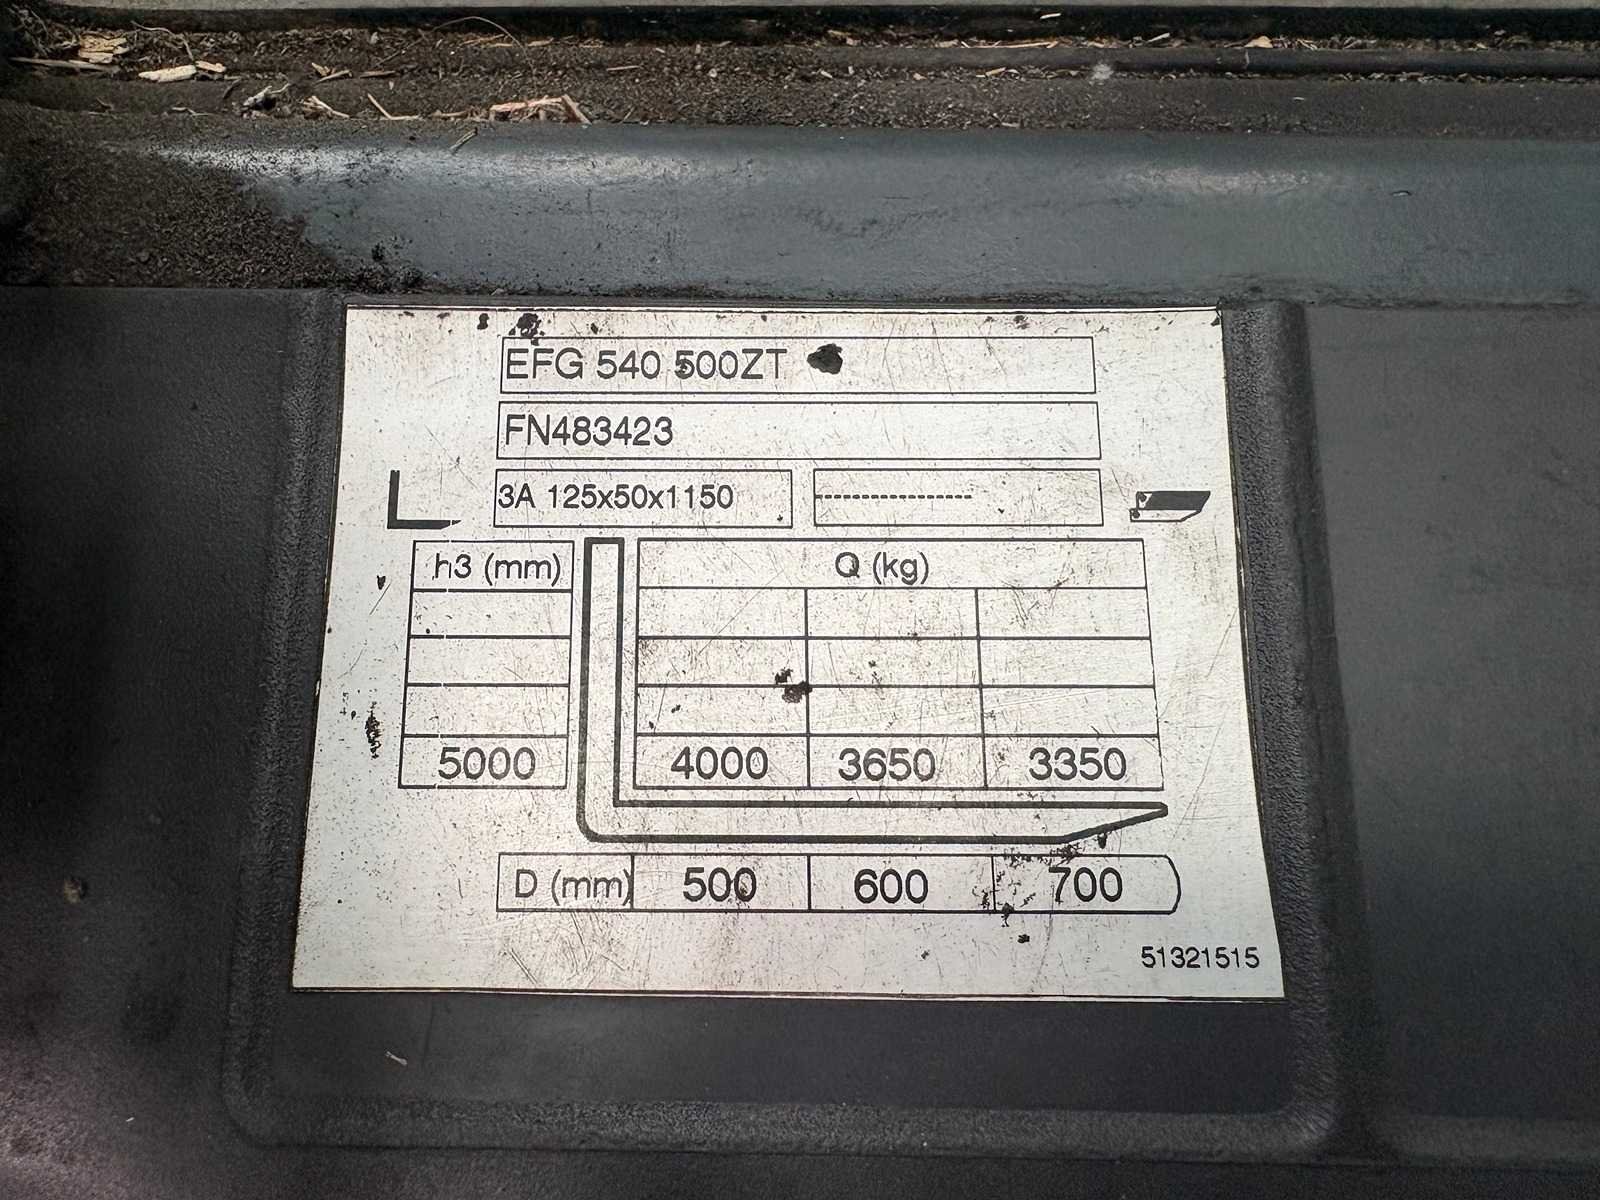 EFG 540 500ZT
FN483423
3A 125x50x1150 --------------------
h3 (mm) Q (kg)
5000 4000 3650 3350
D (mm) 500 600 700
51321515